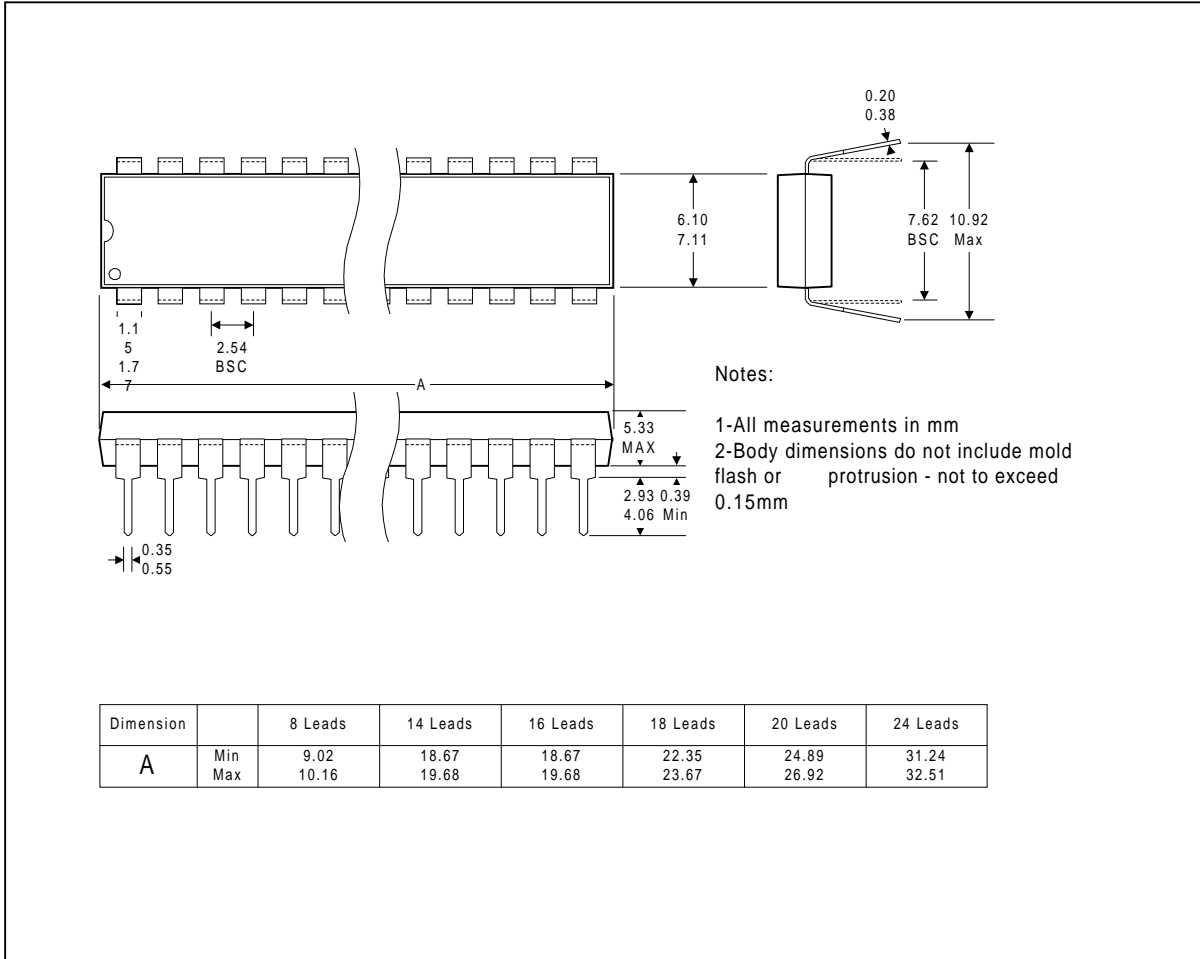 0.20
0.38
6.10
7.11
7.62 10.92
BSC Max
1.1
5
1.7
7
2.54
BSC
A
Notes:
1-All measurements in mm
2-Body dimensions do not include mold
flash or protrusion - not to exceed
0.15mm
5.33
MAX
2.93 0.39
4.06 Min
0.35
0.55
Dimension 8 Leads 14 Leads 16 Leads 18 Leads 20 Leads 24 Leads
A
Min 9.02 18.67 18.67 22.35 24.89 31.24
Max 10.16 19.68 19.68 23.67 26.92 32.51